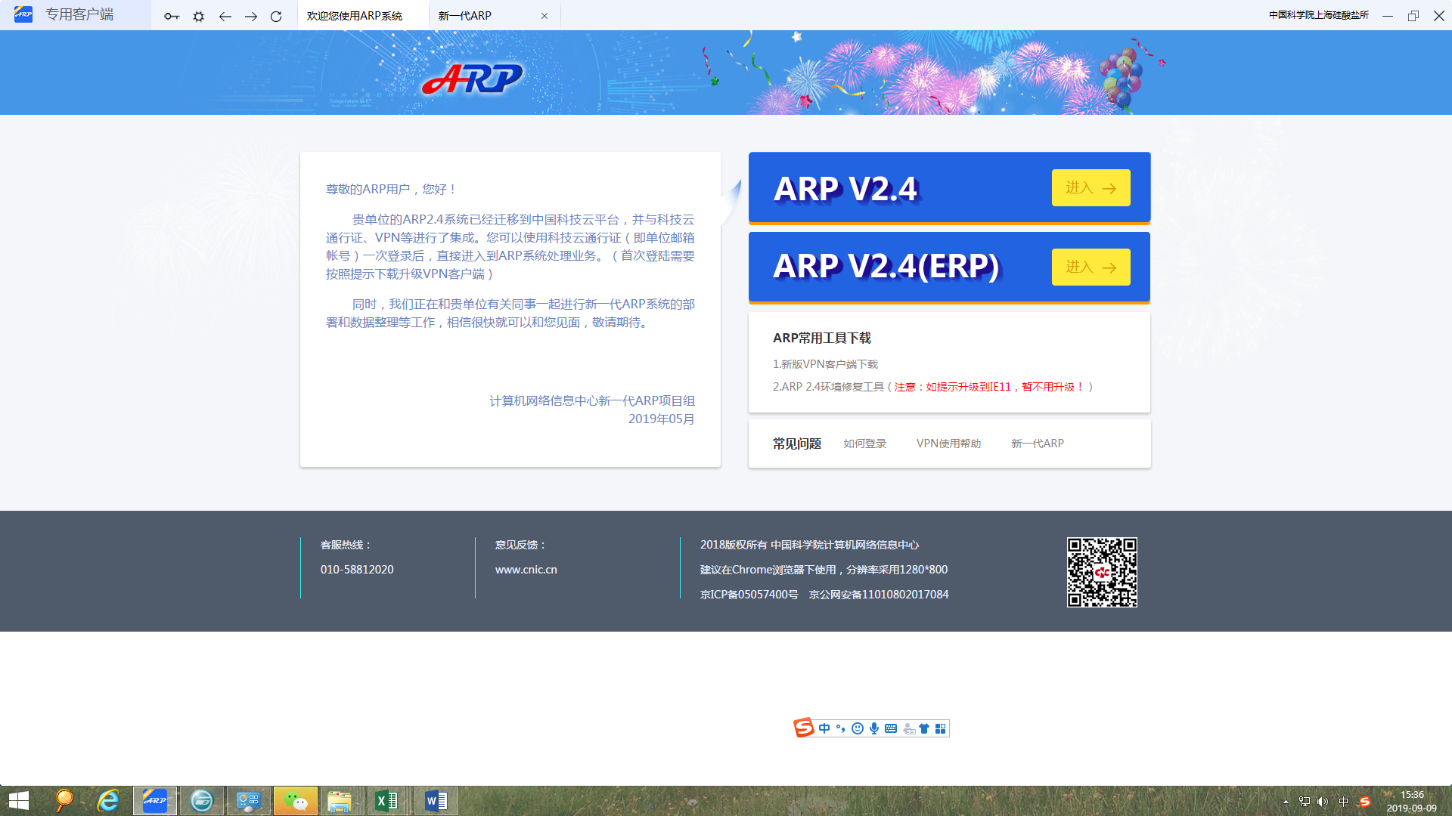 专用客户端
欢迎您使用ARP系统
新一代ARP
中国科学院上海硅酸盐所
ARP
尊敬的ARP用户，您好！
贵单位的ARP2.4系统已经迁移到中国科技云平台，并与科技云
通行证、VPN等进行了集成。您可以使用科技云通行证（即单位邮箱
帐号）一次登录后，直接进入到ARP系统处理业务。（首次登陆需要
按照提示下载升级VPN客户端）
同时，我们正在和贵单位有关同事一起进行新一代ARP系统的部
署和数据整理等工作，相信很快就可以和您见面，敬请期待。
计算机网络信息中心新一代ARP项目组
2019年05月
ARP V2.4
进入
ARP V2.4(ERP)
进入
ARP常用工具下载
1.新版VPN客户端下载
2.ARP 2.4环境修复工具（注意：如提示升级到IE11，暂不用升级！）
常见问题 如何登录 VPN使用帮助 新一代ARP
客服热线：
010-58812020
意见反馈：
www.cnic.cn
2018版权所有 中国科学院计算机网络信息中心
建议在Chrome浏览器下使用，分辨率采用1280*800
京ICP备05057400号 京公网安备11010802017084
中
中
15:36
2019-09-09